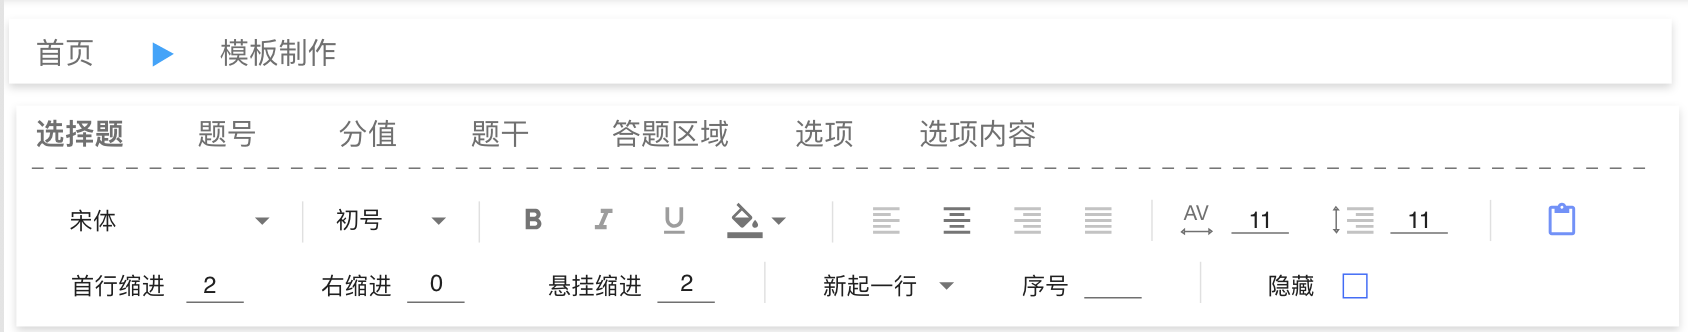 首页 模板制作
选择题 题号 分值 题干 答题区域 选项 选项内容
宋体 初号 B I U AV 11 11
首行缩进 2 右缩进 0 悬挂缩进 2 新起一行 序号 隐藏